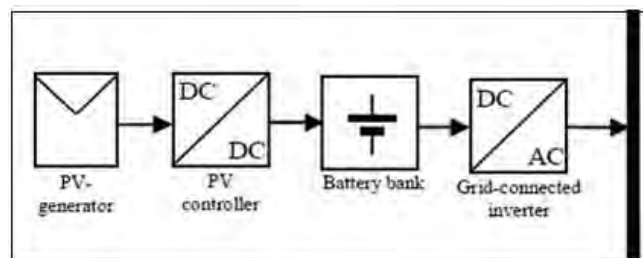 DC
DC
DC
AC
PV-
generator
PV
controller
Battery bank
Grid-connected
inverter